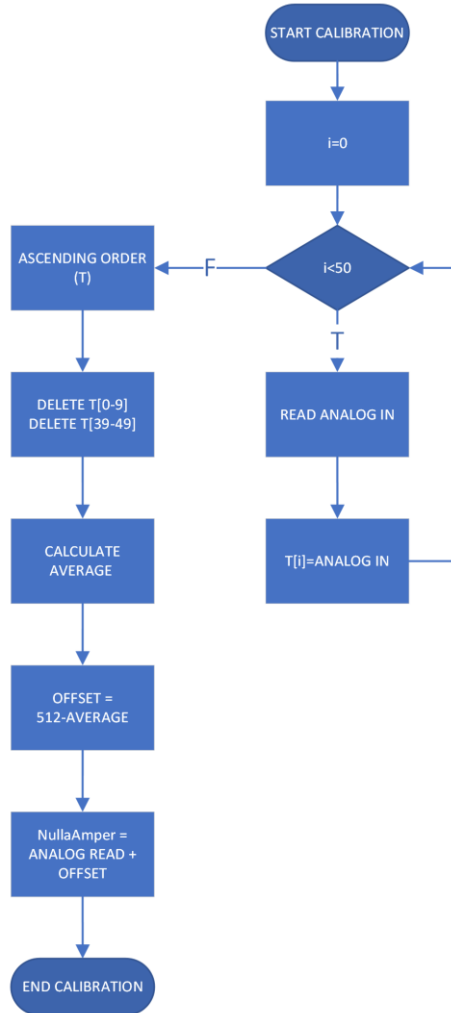 START CALIBRATION
i=0
i<50
F
T
ASCENDING ORDER
(T)
READ ANALOG IN
DELETE T[0-9]
DELETE T[39-49]
T[i]=ANALOG IN
CALCULATE
AVERAGE
OFFSET =
512-AVERAGE
NullaAmper =
ANALOG READ +
OFFSET
END CALIBRATION